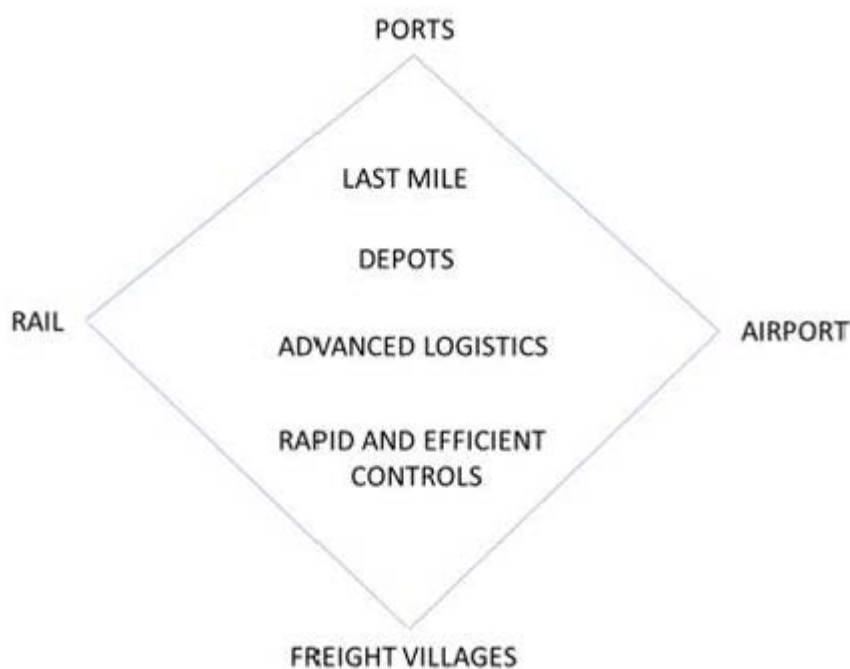 PORTS
LAST MILE
DEPOTS
RAIL
AIRPORT
ADVANCED LOGISTICS
RAPID AND EFFICIENT
CONTROLS
FREIGHT VILLAGES